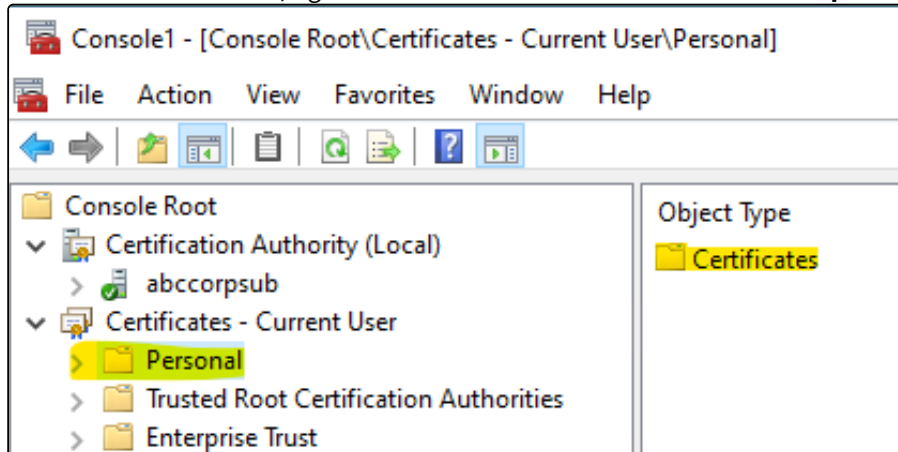 Console1 - [Console Root\Certificates - Current User\Personal]
File Action View Favorites Window Help
Console Root
Certification Authority (Local)
abccorpsub
Certificates - Current User
Personal
Trusted Root Certification Authorities
Enterprise Trust
Object Type
Certificates